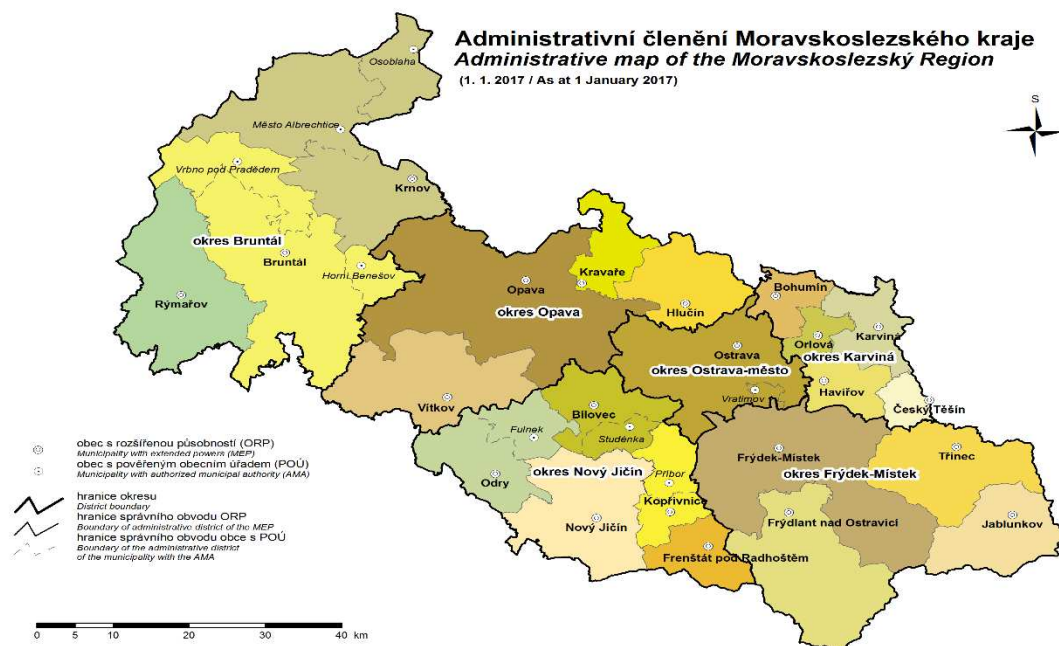 Administrativní členění Moravskoslezského kraje
Administrative map of the Moravskoslezský Region
(1. 1. 2017 / As at 1 January 2017)
S
Osoblaha
Město Albrechtice
Vrbno pod Pradědem
Krnov
okres Bruntál
Bruntál
Horní Benešov
Rýmařov
Opava
okres Opava
Kravaře
Hlučín
Bohumín
Karviná
Orlová
okres Karviná
Ostrava
okres Ostrava-město
Vratimov
Havířov
Český Těšín
Vítkov
Bílovec
Fulnek
Studénka
Odry
okres Nový Jičín
Příbor
Kopřivnice
Nový Jičín
Frenštát pod Radhoštěm
Frýdek-Místek
okres Frýdek-Místek
Třinec
Frýdlant nad Ostravicí
Jablunkov
obec s rozšířenou působností (ORP)
Municipality with extended powers (MEP)
obec s pověřeným obecním úřadem (POÚ)
Municipality with authorized municipal authority (AMA)
hranice okresu
District boundary
hranice správního obvodu ORP
Boundary of administrative district of the MEP
hranice správního obvodu obce s POÚ
Boundary of the administrative district
of the municipality with the AMA
0 5 10 20 30 40 km